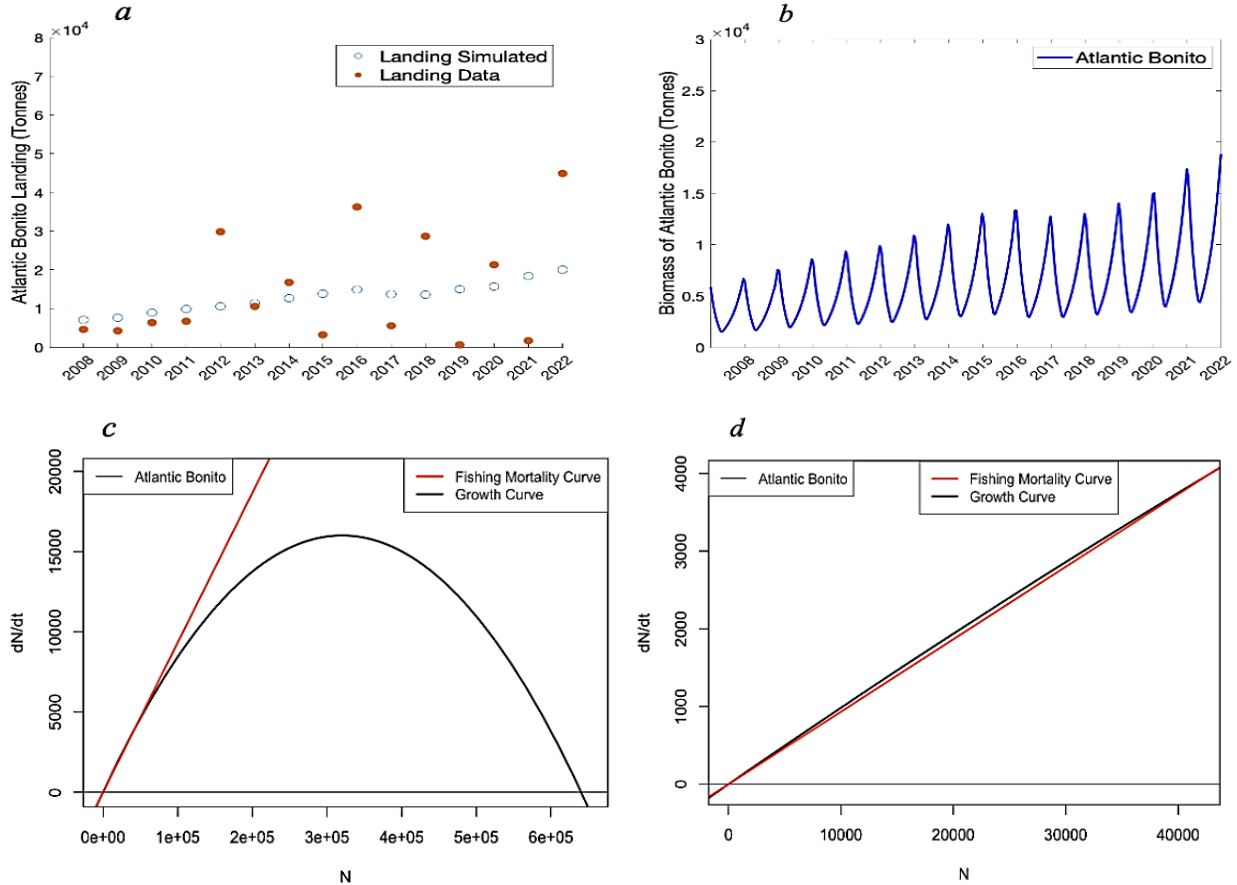 a
×10^4
8
7
6
5
4
3
2
1
0
Atlantic Bonito Landing (Tonnes)
Landing Simulated
Landing Data
2008 2009 2010 2011 2012 2013 2014 2015 2016 2017 2018 2019 2020 2021 2022
b
×10^4
3
2.5
2
1.5
1
0.5
0
Biomass of Atlantic Bonito (Tonnes)
Atlantic Bonito
2008 2009 2010 2011 2012 2013 2014 2015 2016 2017 2018 2019 2020 2021 2022
c
20000
15000
10000
5000
0
dN/dt
Atlantic Bonito
Fishing Mortality Curve
Growth Curve
0e+00 1e+05 2e+05 3e+05 4e+05 5e+05 6e+05
N
d
4000
3000
2000
1000
0
dN/dt
Atlantic Bonito
Fishing Mortality Curve
Growth Curve
0 10000 20000 30000 40000
N